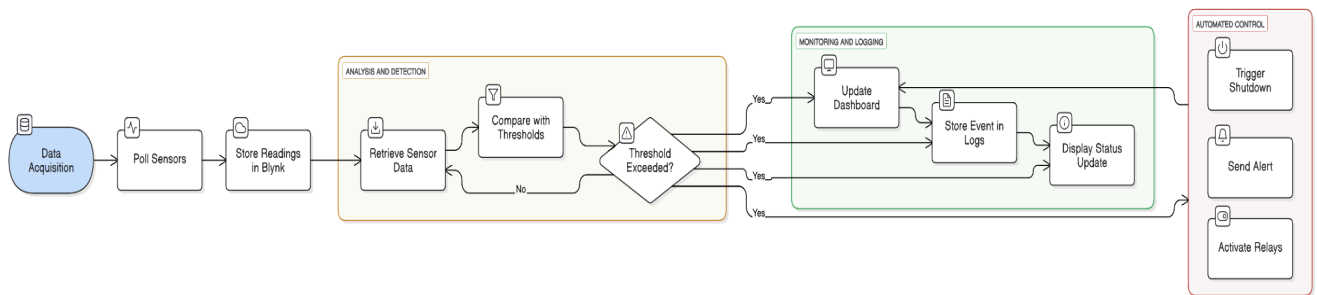 Data
Acquisition
Poll Sensors
Store Readings
in Blynk
ANALYSIS AND DETECTION
Retrieve Sensor
Data
Compare with
Thresholds
Threshold
Exceeded?
No
Yes
Yes
Yes
Yes
MONITORING AND LOGGING
Update
Dashboard
Store Event in
Logs
Display Status
Update
AUTOMATED CONTROL
Trigger
Shutdown
Send Alert
Activate Relays